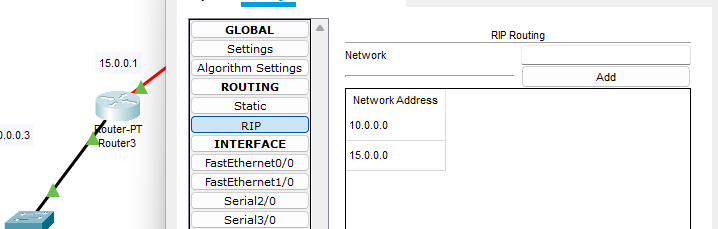 15.0.0.1
Router-PT
Router3
0.0.0.3
GLOBAL
Settings
Algorithm Settings
ROUTING
Static
RIP
INTERFACE
FastEthernet0/0
FastEthernet1/0
Serial2/0
Serial3/0
RIP Routing
Network
Add
Network Address
10.0.0.0
15.0.0.0